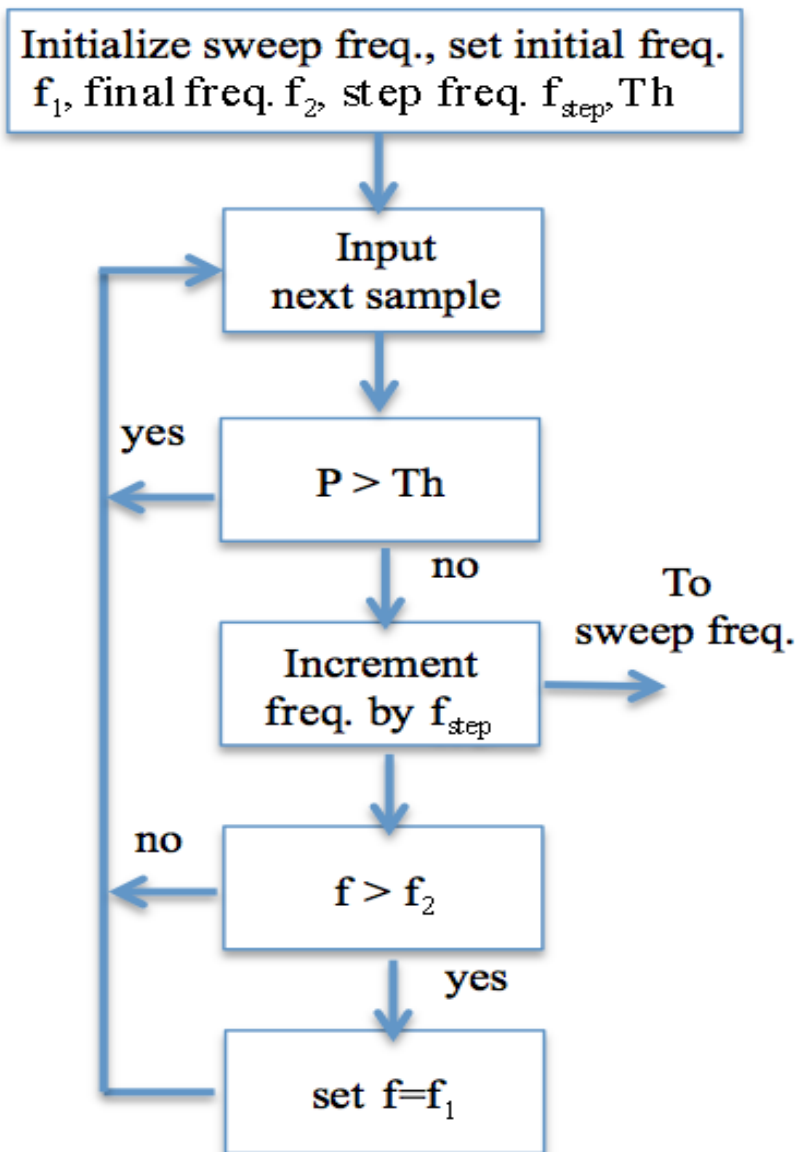 Initialize sweep freq., set initial freq.
f₁, final freq. f₂, step freq. fstep, Th
Input
next sample
yes
P > Th
no
To
sweep freq.
Increment
freq. by fstep
no
f > f₂
yes
set f=f₁